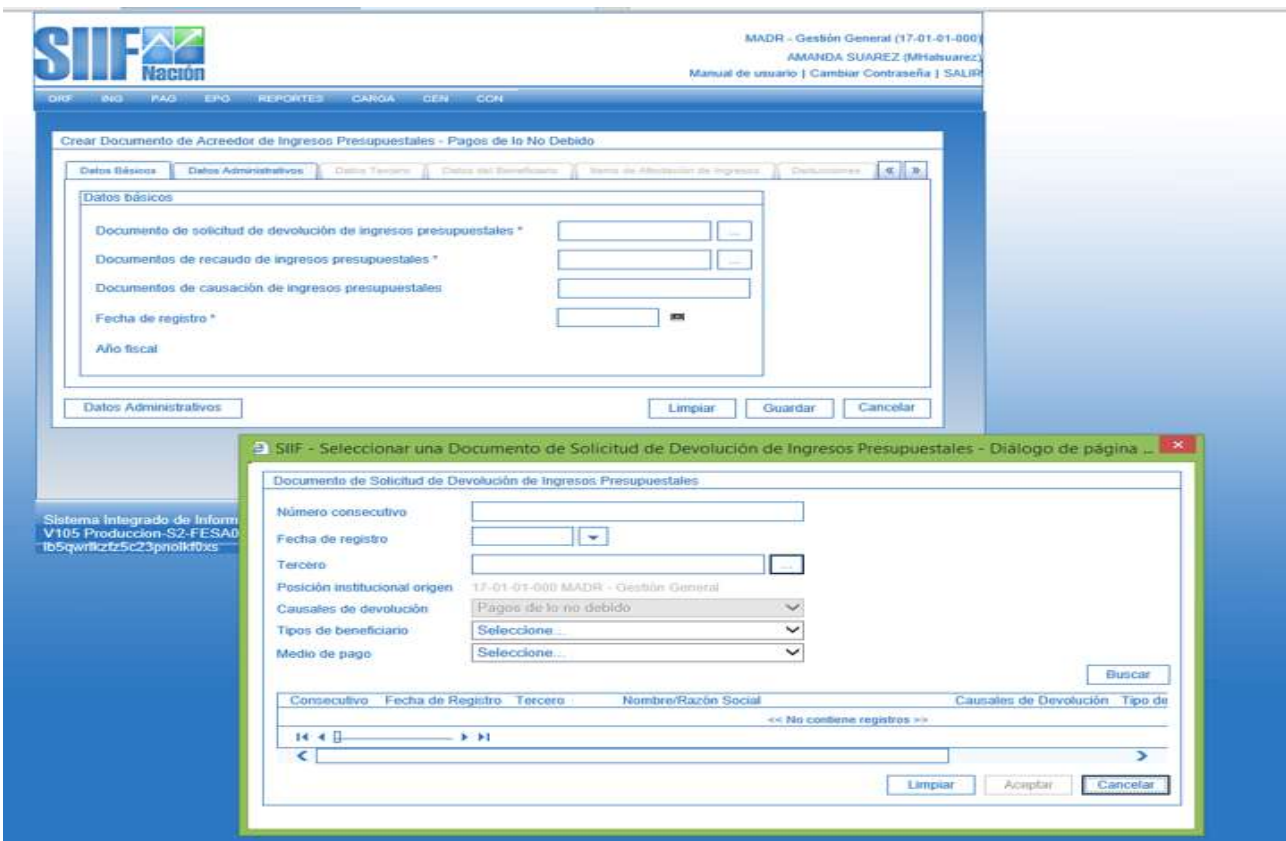 SIIF
Nación
MADR - Gestión General (17-01-01-000)
AMANDA SUAREZ (MHalsuarez)
Manual de usuario | Cambiar Contraseña | SALIR
ING PAG EPG REPORTES CARGA GEN CCN
Crear Documento de Acreedor de Ingresos Presupuestales - Pagos de lo No Debido
Datos Básicos Datos Administrativos Datos Tercero Datos del Beneficiario Items de Afectación de Ingresos Deducciones « »
Datos básicos
Documento de solicitud de devolución de ingresos presupuestales * ...
Documentos de recaudo de ingresos presupuestales * ...
Documentos de causación de ingresos presupuestales
Fecha de registro *
Año fiscal
Datos Administrativos Limpiar Guardar Cancelar
SIIF - Seleccionar una Documento de Solicitud de Devolución de Ingresos Presupuestales - Diálogo de página ...
Documento de Solicitud de Devolución de Ingresos Presupuestales
Número consecutivo
Sistema Integrado de Inform
V105 Produccion-S2-FESA0
Fecha de registro
Tercero ...
Posición institucional origen 17-01-01-000 MADR - Gestión General
Causales de devolución Pagos de lo no debido
Tipos de beneficiario Seleccione...
Medio de pago Seleccione...
Buscar
Consecutivo Fecha de Registro Tercero Nombre/Razón Social Causales de Devolución Tipo de
<< No contiene registros >>
Limpiar Aceptar Cancelar